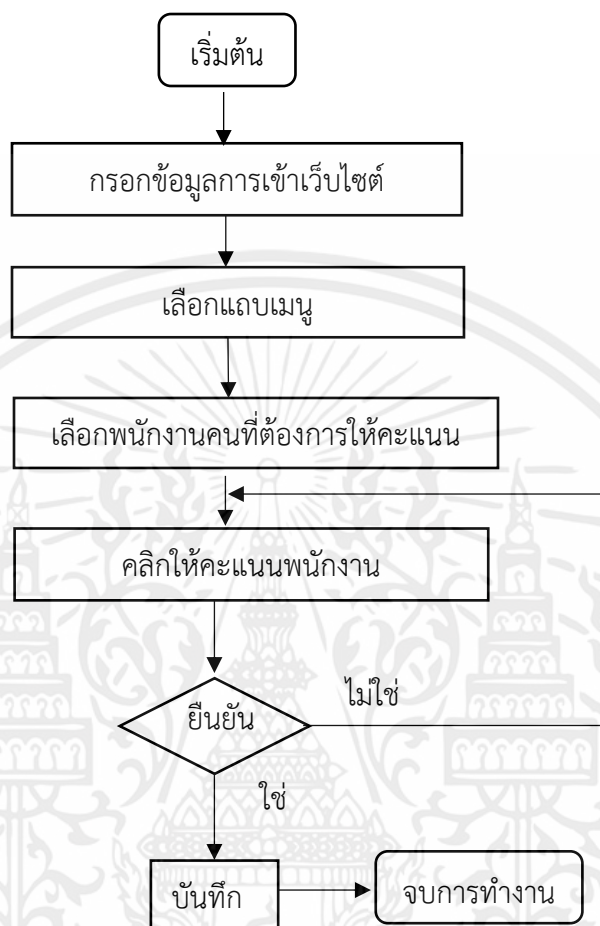 เริ่มต้น
กรอกข้อมูลการเข้าเว็บไซต์
เลือกแถบเมนู
เลือกพนักงานคนที่ต้องการให้คะแนน
คลิกให้คะแนนพนักงาน
ยืนยัน
ไม่ใช่
ใช่
บันทึก
จบการทำงาน